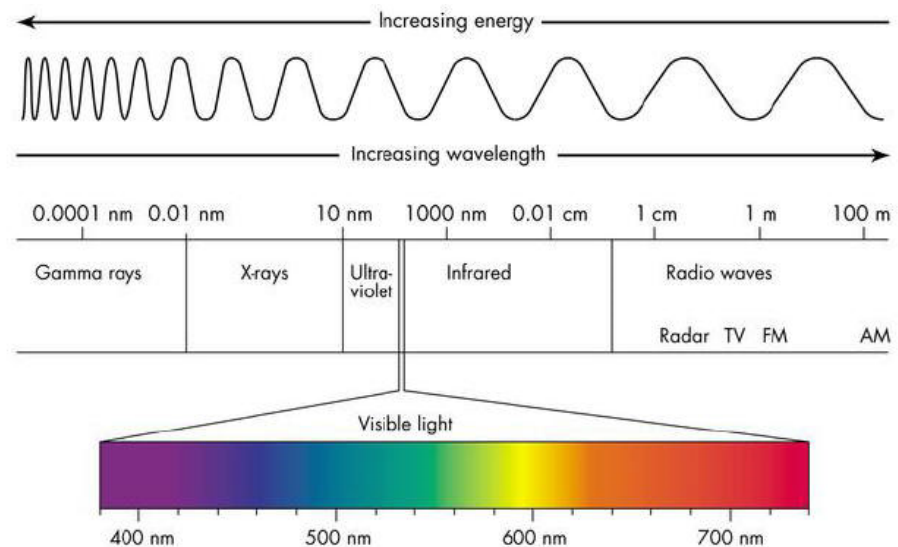 Increasing energy
Increasing wavelength
0.0001 nm 0.01 nm 10 nm 1000 nm 0.01 cm 1 cm 1 m 100 m
Gamma rays X-rays Ultra- Infrared Radio waves
violet
Radar TV FM AM
Visible light
400 nm 500 nm 600 nm 700 nm